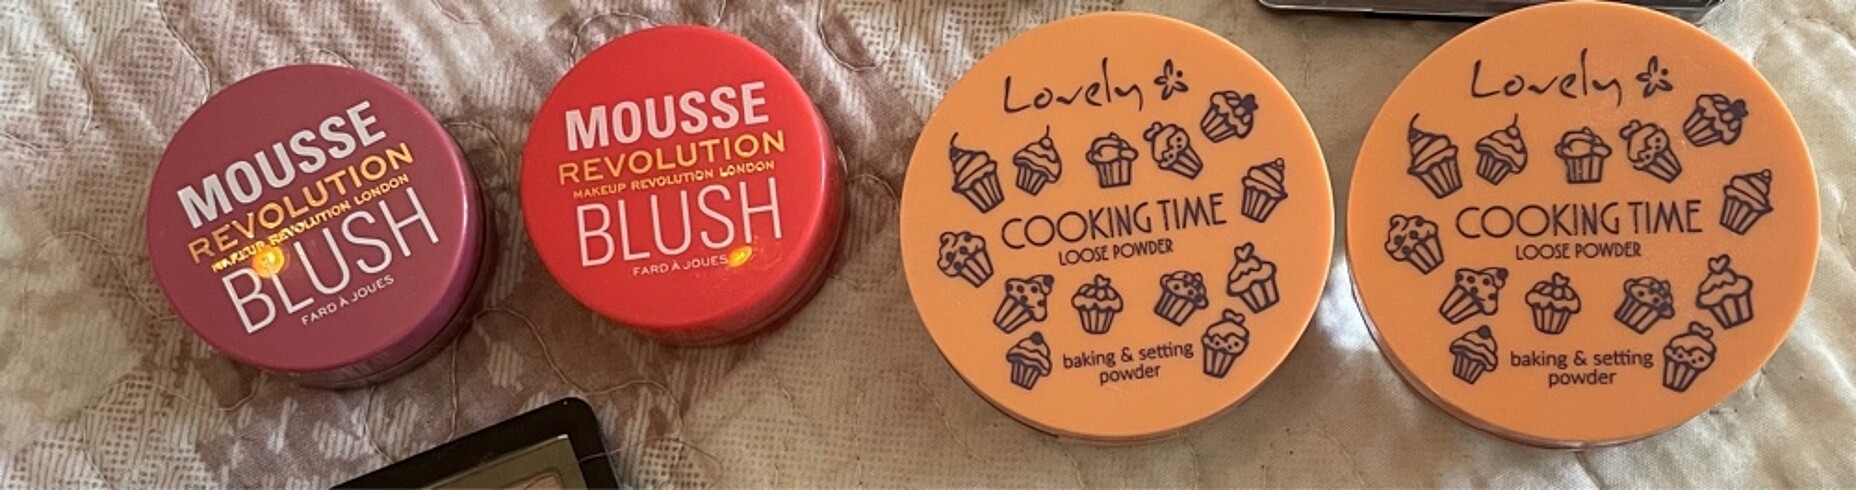 MOUSSE
REVOLUTION
MAKEUP REVOLUTION LONDON
BLUSH
FARD À JOUES
MOUSSE
REVOLUTION
MAKEUP REVOLUTION LONDON
BLUSH
FARD À JOUES
Lovely
COOKING TIME
LOOSE POWDER
baking & setting
powder
Lovely
COOKING TIME
LOOSE POWDER
baking & setting
powder